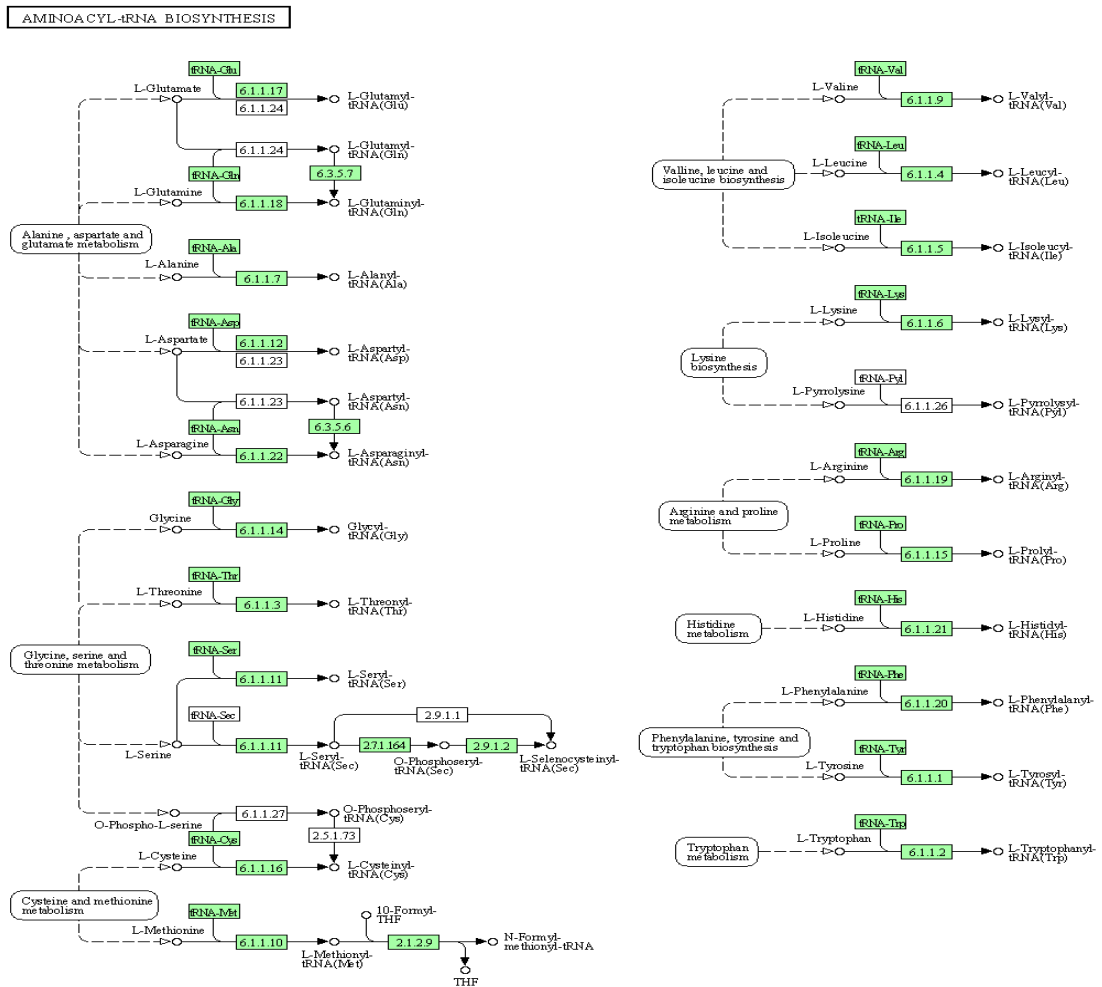 AMINOACYL-tRNA BIOSYNTHESIS
tRNA-Glu
L-Glutamate
6.1.1.17
6.1.1.24
L-Glutamyl-
tRNA(Glu)
6.1.1.24
L-Glutamyl-
tRNA(Gln)
tRNA-Gln
6.3.5.7
L-Glutamine
6.1.1.18
L-Glutaminyl-
tRNA(Gln)
Alanine , aspartate and
glutamate metabolism
tRNA-Ala
L-Alanine
6.1.1.7
L-Alanyl-
tRNA(Ala)
tRNA-Asp
L-Aspartate
6.1.1.12
6.1.1.23
L-Aspartyl-
tRNA(Asp)
6.1.1.23
L-Aspartyl-
tRNA(Asn)
tRNA-Asn
6.3.5.6
L-Asparagine
6.1.1.22
L-Asparaginyl-
tRNA(Asn)
tRNA-Gly
Glycine
6.1.1.14
Glycyl-
tRNA(Gly)
tRNA-Thr
L-Threonine
6.1.1.3
L-Threonyl-
tRNA(Thr)
Glycine, serine and
threonine metabolism
tRNA-Ser
6.1.1.11
L-Seryl-
tRNA(Ser)
tRNA-Sec
2.9.1.1
L-Serine
6.1.1.11
L-Seryl-
tRNA(Sec)
2.7.1.164
O-Phosphoseryl-
tRNA(Sec)
2.9.1.2
L-Selenocysteinyl-
tRNA(Sec)
O-Phospho-L-serine
6.1.1.27
O-Phosphoseryl-
tRNA(Cys)
tRNA-Cys
2.5.1.73
L-Cysteine
6.1.1.16
L-Cysteinyl-
tRNA(Cys)
Cysteine and methionine
metabolism
tRNA-Met
L-Methionine
6.1.1.10
L-Methionyl-
tRNA(Met)
10-Formyl-
THF
2.1.2.9
N-Formyl-
methionyl-tRNA
THF
tRNA-Val
L-Valine
6.1.1.9
L-Valyl-
tRNA(Val)
Valline, leucine and
isoleucine biosynthesis
tRNA-Leu
L-Leucine
6.1.1.4
L-Leucyl-
tRNA(Leu)
tRNA-Ile
L-Isoleucine
6.1.1.5
L-Isoleucyl-
tRNA(Ile)
tRNA-Lys
L-Lysine
6.1.1.6
L-Lysyl-
tRNA(Lys)
Lysine
biosynthesis
tRNA-Pyl
L-Pyrrolysine
6.1.1.26
L-Pyrrolysyl-
tRNA(Pyl)
tRNA-Arg
L-Arginine
6.1.1.19
L-Arginyl-
tRNA(Arg)
Arginine and proline
metabolism
tRNA-Pro
L-Proline
6.1.1.15
L-Prolyl-
tRNA(Pro)
tRNA-His
Histidine
metabolism
L-Histidine
6.1.1.21
L-Histidyl-
tRNA(His)
tRNA-Phe
L-Phenylalanine
6.1.1.20
L-Phenylalanyl-
tRNA(Phe)
Phenylalanine, tyrosine and
tryptophan biosynthesis
tRNA-Tyr
L-Tyrosine
6.1.1.1
L-Tyrosyl-
tRNA(Tyr)
tRNA-Trp
Tryptophan
metabolism
L-Tryptophan
6.1.1.2
L-Tryptophanyl-
tRNA(Trp)